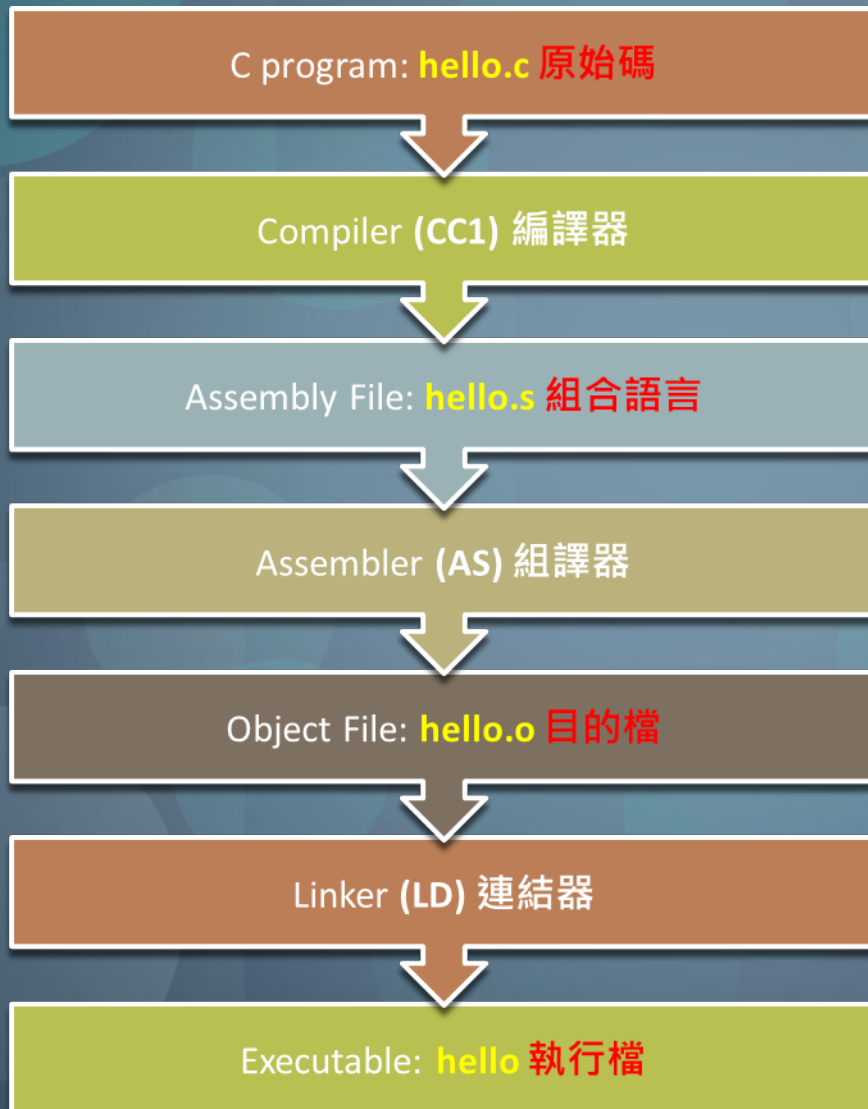 C program: hello.c 原始碼
Compiler (CC1) 編譯器
Assembly File: hello.s 組合語言
Assembler (AS) 組譯器
Object File: hello.o 目的檔
Linker (LD) 連結器
Executable: hello 執行檔